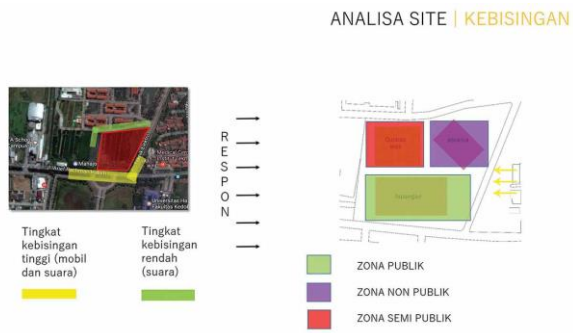 ANALISA SITE | KEBISINGAN
R
E
S
P
O
N
Tingkat
kebisingan
tinggi (mobil
dan suara)
Tingkat
kebisingan
rendah
(suara)
ZONA PUBLIK
ZONA NON PUBLIK
ZONA SEMI PUBLIK